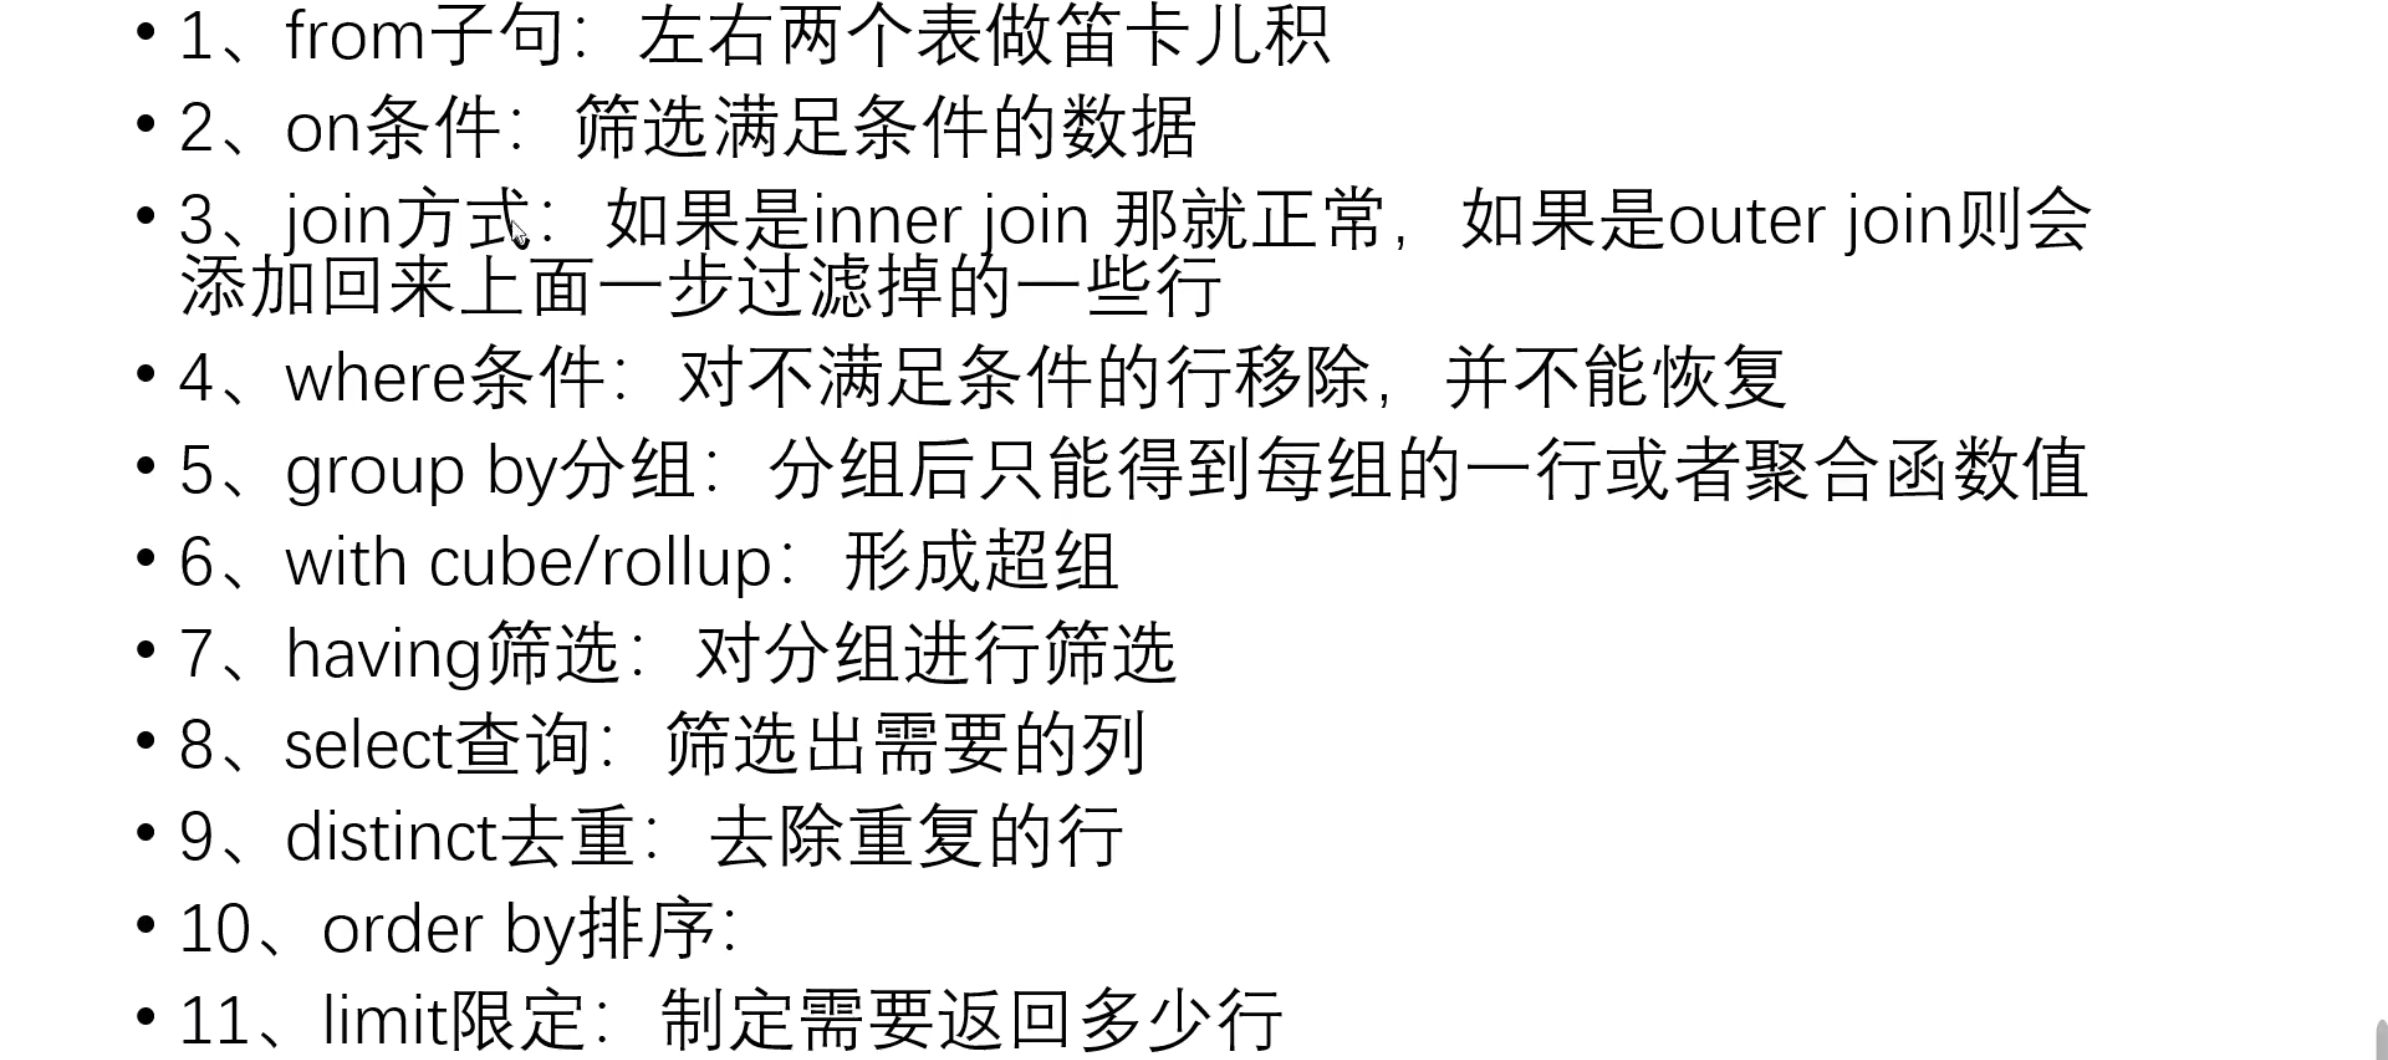 • 1、from子句：左右两个表做笛卡儿积
• 2、on条件：筛选满足条件的数据
• 3、join方式：如果是inner join 那就正常，如果是outer join则会
添加回来上面一步过滤掉的一些行
• 4、where条件：对不满足条件的行移除，并不能恢复
• 5、group by分组：分组后只能得到每组的一行或者聚合函数值
• 6、with cube/rollup：形成超组
• 7、having筛选：对分组进行筛选
• 8、select查询：筛选出需要的列
• 9、distinct去重：去除重复的行
• 10、order by排序：
• 11、limit限定：制定需要返回多少行